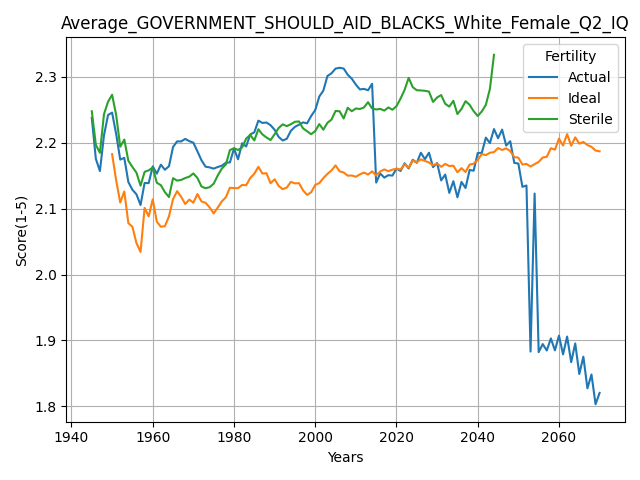 Average_GOVERNMENT_SHOULD_AID_BLACKS_White_Female_Q2_IQ
Fertility
Actual
Ideal
Sterile
Score(1-5)
2.3
2.2
2.1
2.0
1.9
1.8
1940 1960 1980 2000 2020 2040 2060
Years